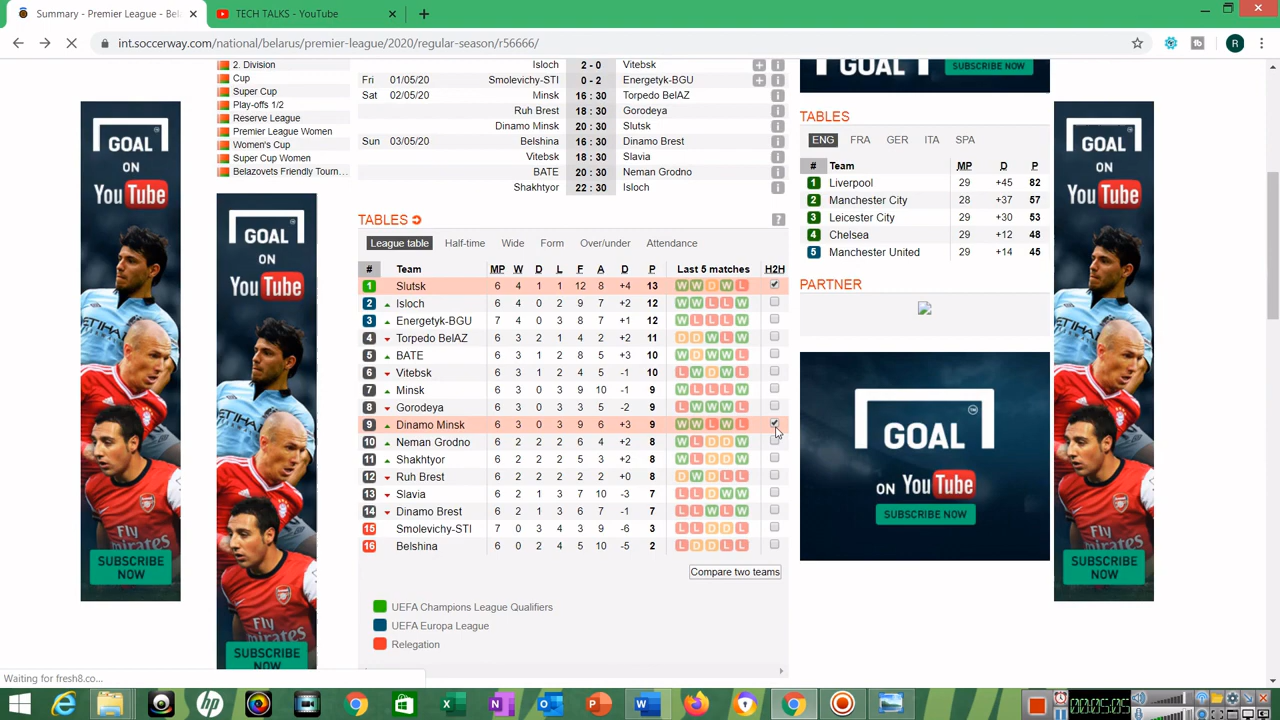 Summary - Premier League - Belar
TECH TALKS - YouTube
int.soccerway.com/national/belarus/premier-league/2020/regular-season/r56666/
R
2. Division
Cup
Super Cup
Play-offs 1/2
Reserve League
Premier League Women
Women's Cup
Super Cup Women
Belazovets Friendly Tourn...
Isloch 2 - 0 Vitebsk
Fri 01/05/20 Smolevichy-STI 0 - 2 Energetyk-BGU
Sat 02/05/20 Minsk 16 : 30 Torpedo BelAZ
Ruh Brest 18 : 30 Gorodeya
Dinamo Minsk 20 : 30 Slutsk
Sun 03/05/20 Belshina 16 : 30 Dinamo Brest
Vitebsk 18 : 30 Slavia
BATE 20 : 30 Neman Grodno
Shakhtyor 22 : 30 Isloch
TABLES
?
League table Half-time Wide Form Over/under Attendance
# Team MP W D L F A D P Last 5 matches H2H
1 Slutsk 6 4 1 1 12 8 +4 13 W W D W L
2 Isloch 6 4 0 2 9 7 +2 12 W W L L W
3 Energetyk-BGU 7 4 0 3 8 7 +1 12 W L L L W
4 Torpedo BelAZ 6 3 2 1 4 2 +2 11 D D W W L
5 BATE 6 3 1 2 8 5 +3 10 D W W W L
6 Vitebsk 6 3 1 2 4 5 -1 10 L W D W L
7 Minsk 6 3 0 3 9 10 -1 9 W L L L W
8 Gorodeya 6 3 0 3 3 5 -2 9 L W W W L
9 Dinamo Minsk 6 3 0 3 9 6 +3 9 W W L W L
10 Neman Grodno 6 2 2 2 6 4 +2 8 W L D D W
11 Shakhtyor 6 2 2 2 5 3 +2 8 W L D D W
12 Ruh Brest 6 2 2 2 2 2 +0 8 W W D D L
13 Slavia 6 2 1 3 7 10 -3 7 L L D W W
14 Dinamo Brest 6 2 1 3 6 7 -1 7 L L D W L
15 Smolevichy-STI 7 0 3 4 3 9 -6 3 L L D D L
16 Belshina 6 0 2 4 5 10 -5 2 L D D L L
Compare two teams
UEFA Champions League Qualifiers
UEFA Europa League
Relegation
GOAL
SUBSCRIBE NOW
TABLES
ENG FRA GER ITA SPA
# Team MP D P
1 Liverpool 29 +45 82
2 Manchester City 28 +37 57
3 Leicester City 29 +30 53
4 Chelsea 29 +12 48
5 Manchester United 29 +14 45
PARTNER
GOAL
ON YouTube
SUBSCRIBE NOW
GOAL
ON
YouTube
Fly
Emirates
SUBSCRIBE
NOW
GOAL
ON
YouTube
Fly
Emirates
SUBSCRIBE
NOW
GOAL
ON
YouTube
Fly
Emirates
SUBSCRIBE
NOW
Waiting for fresh8.co...
00:05:05